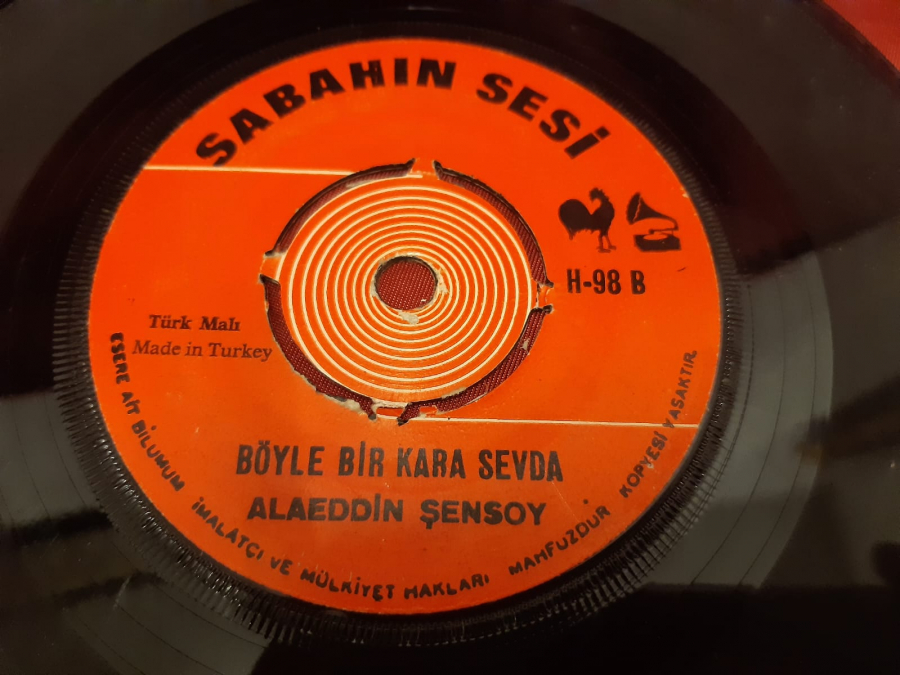 SABAHIN SESİ
H-98 B
Türk Malı
Made in Turkey
BÖYLE BİR KARA SEVDA
ALAEDDİN ŞENSOY
ESERE AİT BİLUMUM İMALATÇI VE MÜLKİYET HAKLARI MAHFUZDUR KOPYESİ YASAKTIR.